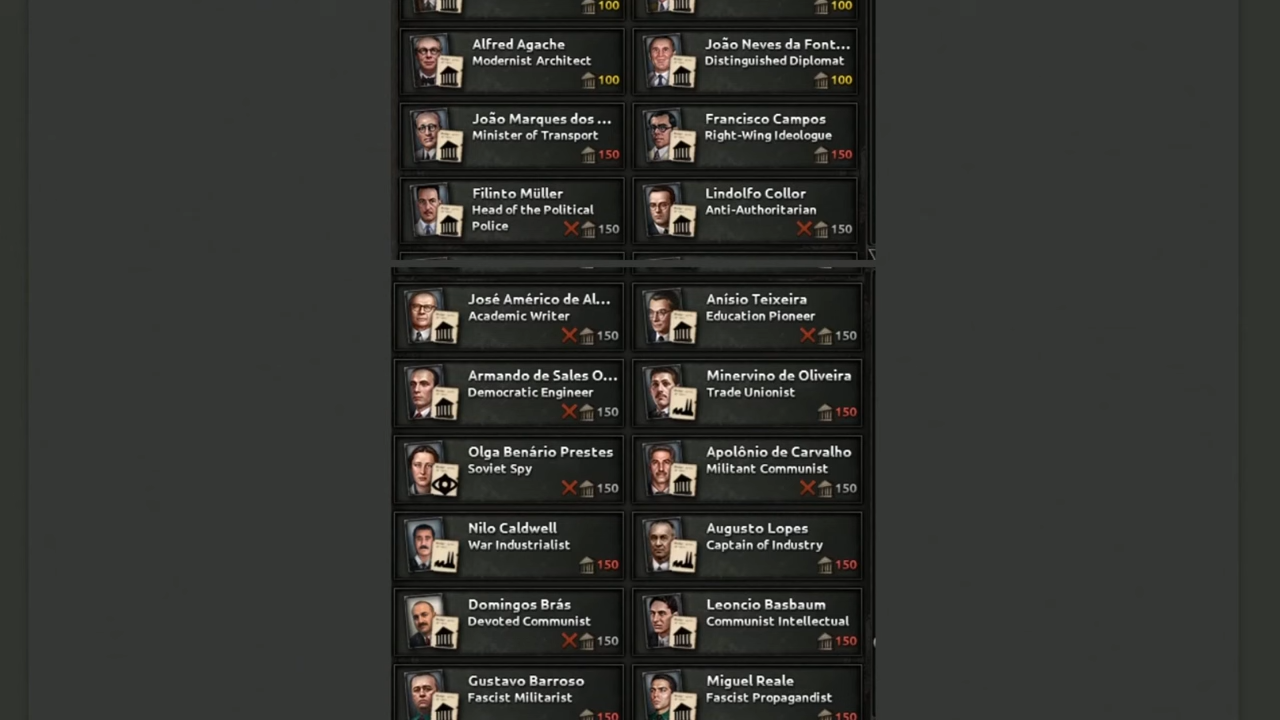 100
100
Alfred Agache
Modernist Architect
100
João Neves da Font...
Distinguished Diplomat
100
João Marques dos ...
Minister of Transport
150
Francisco Campos
Right-Wing Ideologue
150
Filinto Müller
Head of the Political
Police
150
Lindolfo Collor
Anti-Authoritarian
150
José Américo de Al...
Academic Writer
150
Anísio Teixeira
Education Pioneer
150
Armando de Sales O...
Democratic Engineer
150
Minervino de Oliveira
Trade Unionist
150
Olga Benário Prestes
Soviet Spy
150
Apolônio de Carvalho
Militant Communist
150
Nilo Caldwell
War Industrialist
150
Augusto Lopes
Captain of Industry
150
Domingos Brás
Devoted Communist
150
Leoncio Basbaum
Communist Intellectual
150
Gustavo Barroso
Fascist Militarist
150
Miguel Reale
Fascist Propagandist
150